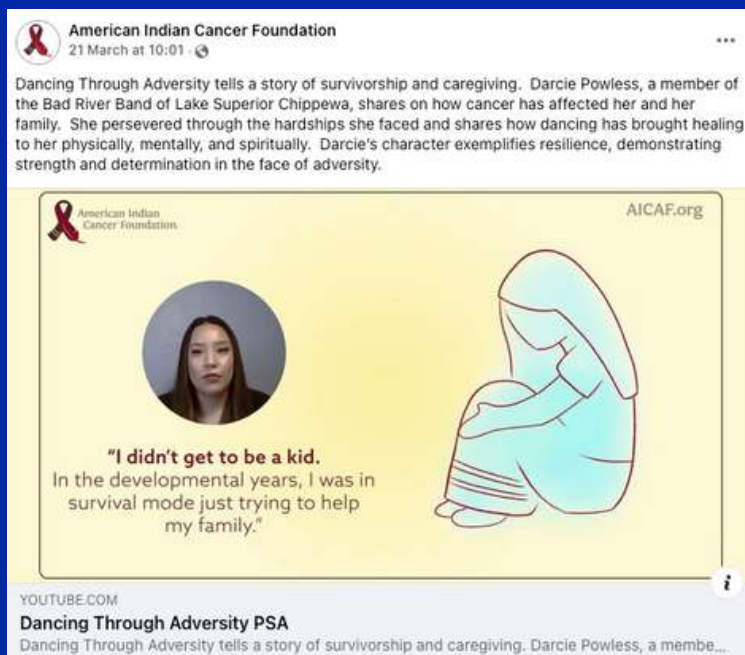 American Indian Cancer Foundation
21 March at 10:01 ·
Dancing Through Adversity tells a story of survivorship and caregiving. Darcie Powless, a member of
the Bad River Band of Lake Superior Chippewa, shares on how cancer has affected her and her
family. She persevered through the hardships she faced and shares how dancing has brought healing
to her physically, mentally, and spiritually. Darcie's character exemplifies resilience, demonstrating
strength and determination in the face of adversity.
American Indian
Cancer Foundation
AICAF.org
"I didn't get to be a kid.
In the developmental years, I was in
survival mode just trying to help
my family."
YOUTUBE.COM
Dancing Through Adversity PSA
Dancing Through Adversity tells a story of survivorship and caregiving. Darcie Powless, a membe...